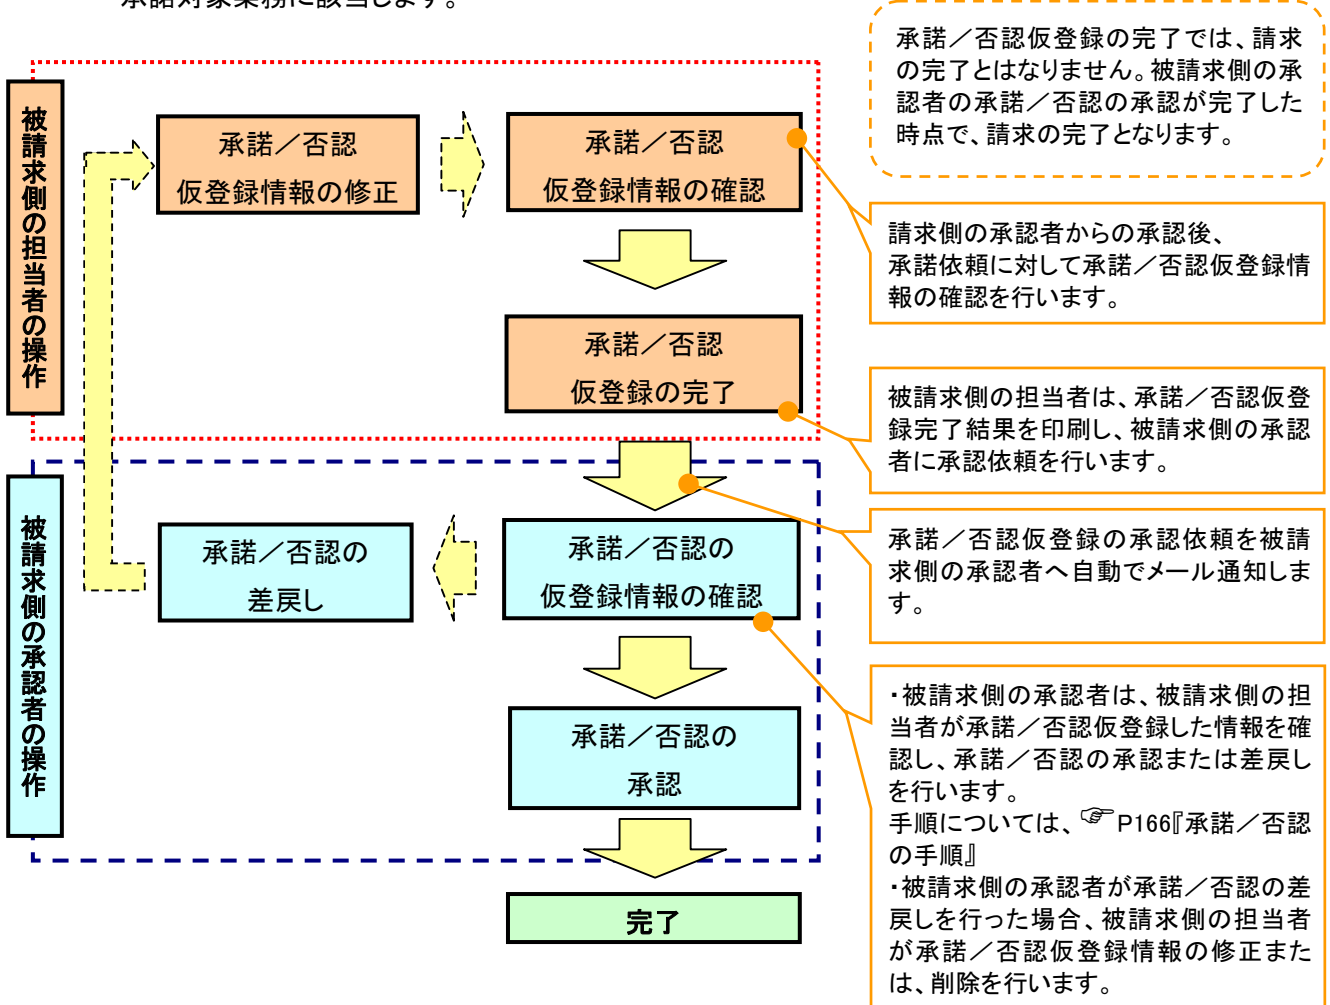 承諾対象業務に該当します。
承諾／否認仮登録の完了では、請求
の完了とはなりません。被請求側の承
認者の承諾／否認の承認が完了した
時点で、請求の完了となります。
被請求側の担当者の操作
承諾／否認
仮登録情報の修正
承諾／否認
仮登録情報の確認
請求側の承認者からの承認後、
承諾依頼に対して承諾／否認仮登録情
報の確認を行います。
承諾／否認
仮登録の完了
被請求側の担当者は、承諾／否認仮登
録完了結果を印刷し、被請求側の承認
者に承認依頼を行います。
被請求側の承認者の操作
承諾／否認の
差戻し
承諾／否認の
仮登録情報の確認
承諾／否認仮登録の承認依頼を被請
求側の承認者へ自動でメール通知しま
す。
承諾／否認の
承認
・被請求側の承認者は、被請求側の担
当者が承諾／否認仮登録した情報を確
認し、承諾／否認の承認または差戻し
を行います。
手順については、☞P166『承諾／否認
の手順』
・被請求側の承認者が承諾／否認の差
戻しを行った場合、被請求側の担当者
が承諾／否認仮登録情報の修正また
は、削除を行います。
完了